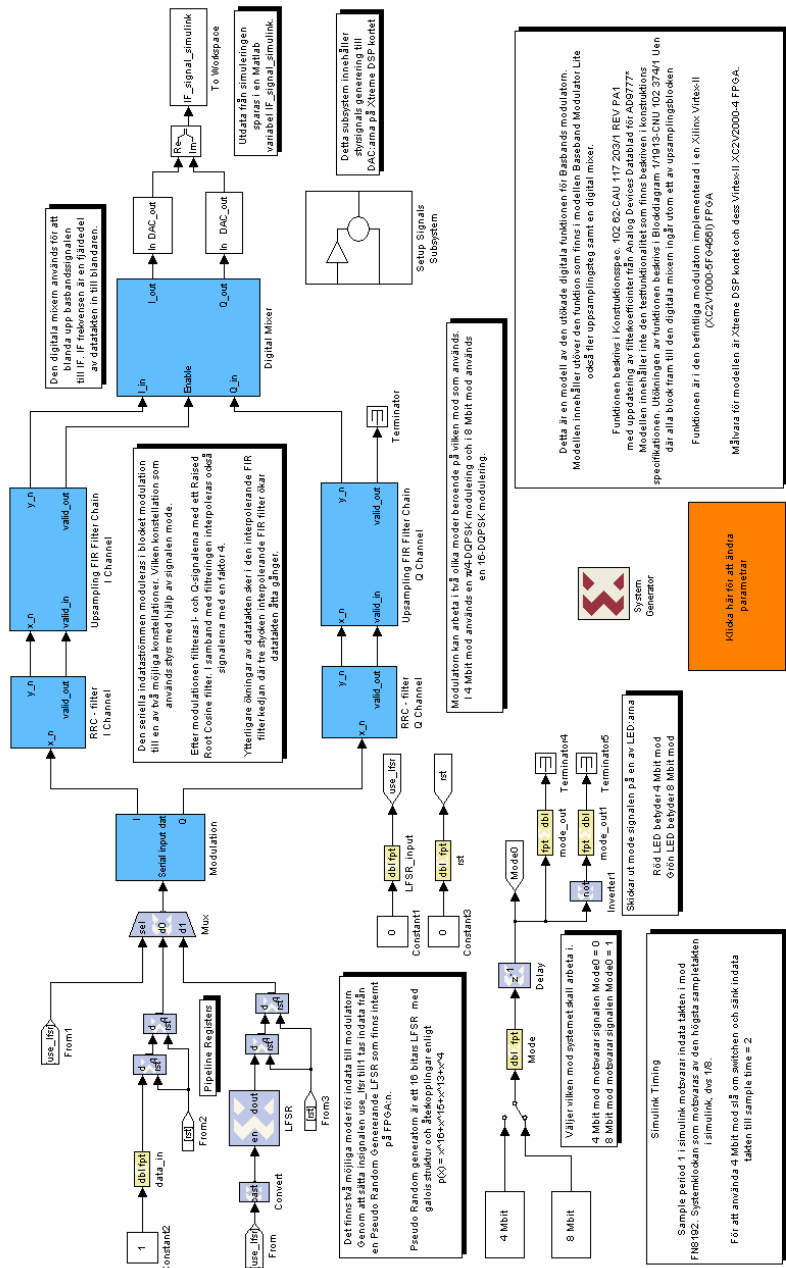 use_lfsr
From1
1
Constant2
dbl fpt
data_in
[rst]
From2
d
rst
d
rst
Pipeline Registers
use_lfsr
From
cast
Convert
en
dout
LFSR
[rst]
From3
d
rst
d
rst
sel
d0
d1
Mux
Serial input dat
I
Q
Modulation
x_n
y_n
valid_out
RRC - filter
I Channel
x_n
valid_in
y_n
valid_out
Upsampling FIR Filter Chain
I Channel
x_n
y_n
valid_out
RRC - filter
Q Channel
x_n
valid_in
y_n
valid_out
Upsampling FIR Filter Chain
Q Channel
Terminator
I_in
Enable
Q_in
I_out
Q_out
Digital Mixer
In DAC_out
In DAC_out
Re
Im
IF_signal_simulink
To Workspace
Den digitala mixern används för att
blanda upp basbandssignalen
till IF. IF frekvensen är en fjärdedel
av datatakten in till blandaren.
Utdata från simuleringen
sparas i en Matlab
variabel IF_signal_simulink.
Den seriella indataströmmen moduleras i blocket modulation
till en av två möjliga konstellationer. Vilken konstellation som
används styrs med hjälp av signalen mode.
Efter modulationen filtreras I- och Q-signalerna med ett Raised
Root Cosine filter. I samband med filtreringen interpoleras också
signalerna med en faktor 4.
Ytterligare ökningar av datatakten sker i den interpolerande FIR
filter kedjan där tre stycken interpolerande FIR filter ökar
datatakten åtta gånger.
Setup Signals
Subsystem
Detta subsystem innehåller
styrsignals generering till
DAC:arna på Xtreme DSP kortet
Det finns två möjliga moder för indata till modulatorn
Genom att sätta insignalen use_lfsr till1 tas indata från
en Pseudo Random Genererande LFSR som finns internt
på FPGA:n.
Pseudo Random generatorn är ett 16 bitars LFSR med
galois struktur och återkopplingar enligt
p(x) = x^16+x^15+x^13+x^4
0
Constant1
dbl fpt
LFSR_input
use_lfsr
0
Constant3
dbl fpt
rst
rst
Modulatorn kan arbeta i två olika moder beroende på vilken mod som används.
I 4 Mbit mod används en π/4-DQPSK modulering och i 8 Mbit mod används
en 16-DQPSK modulering.
4 Mbit
8 Mbit
dbl fpt
Mode
z-1
Delay
Mode0
fpt dbl
mode_out
Terminator4
not
Inverter1
fpt dbl
mode_out1
Terminator5
Väljer vilken mod systemet skall arbeta i.
4 Mbit mod motsvarar signalen Mode0 = 0
8 Mbit mod motsvarar signalen Mode0 = 1
Skickar ut mode signalen på en av LED:arna
Röd LED betyder 4 Mbit mod
Grön LED betyder 8 Mbit mod
System
Generator
Simulink Timing
Sample period 1 i simulink motsvarar indata takten i mod
FN8192. Systemklockan som motsvaras av den högsta sampletakten
i simulink, dvs 1/8.
För att använda 4 Mbit mod slå om switchen och sänk indata
takten till sample time = 2
Klicka här för att ändra
parametrar
Detta är en modell av den utökade digitala funktionen för Basbands modulatorn.
Modellen innehåller utöver den funktion som finns i modellen Baseband Modulator Lite
också fler uppsamplingsteg samt en digital mixer.
Funktionen beskrivs i Konstruktionsspec. 102 62-CAU 117 203/1 REV PA1
med uppdatering av filterkoefficinter från Analog Devices Datablad för AD9777*
Modellen innehåller inte den testfunktionalitet som finns beskriven i konstruktions
specifikationen. Utökningen av funktionen beskrivs i Blockdiagram 1/1913-CNU 102 374/1 Uen
där alla block fram till den digitala mixern ingår utom ett av upsamplingsblocken
Funktionen är i den befintliga modulatorn implementerad i en Xilinx Virtex-II
(XC2V1000-5FG456I) FPGA
Målvara för modellen är Xtreme DSP kortet och dess Virtex-II XC2V2000-4 FPGA.